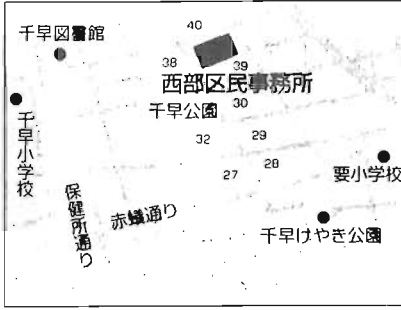 40
千早図書館
38
39
西部区民事務所
千早公園
30
千早小学校
32
29
27
28
要小学校
保健所通り
赤蟻通り
千早けやき公園